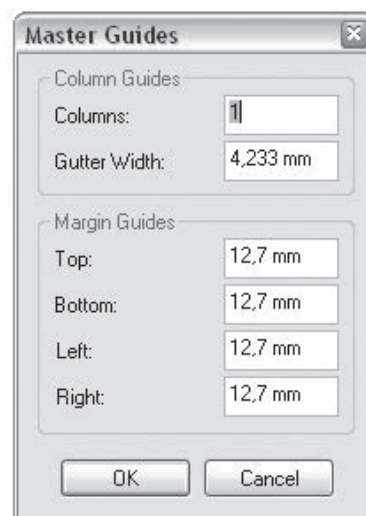 Master Guides
Column Guides
Columns: 1
Gutter Width: 4,233 mm
Margin Guides
Top: 12,7 mm
Bottom: 12,7 mm
Left: 12,7 mm
Right: 12,7 mm
OK Cancel